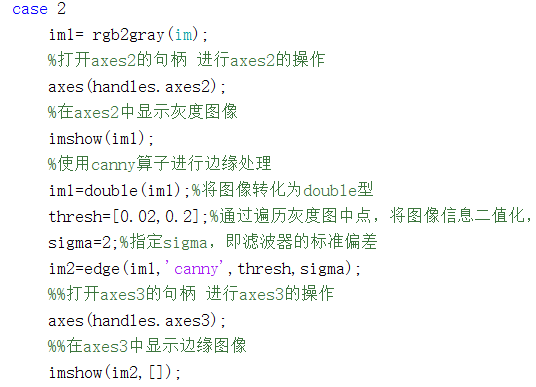 case 2
im1= rgb2gray(im);
%打开axes2的句柄 进行axes2的操作
axes(handles.axes2);
%在axes2中显示灰度图像
imshow(im1);
%使用canny算子进行边缘处理
im1=double(im1);%将图像转化为double型
thresh=[0.02,0.2];%通过遍历灰度图中点，将图像信息二值化，
sigma=2;%指定sigma，即滤波器的标准偏差
im2=edge(im1,'canny',thresh,sigma);
%%打开axes3的句柄 进行axes3的操作
axes(handles.axes3);
%%在axes3中显示边缘图像
imshow(im2,[]);